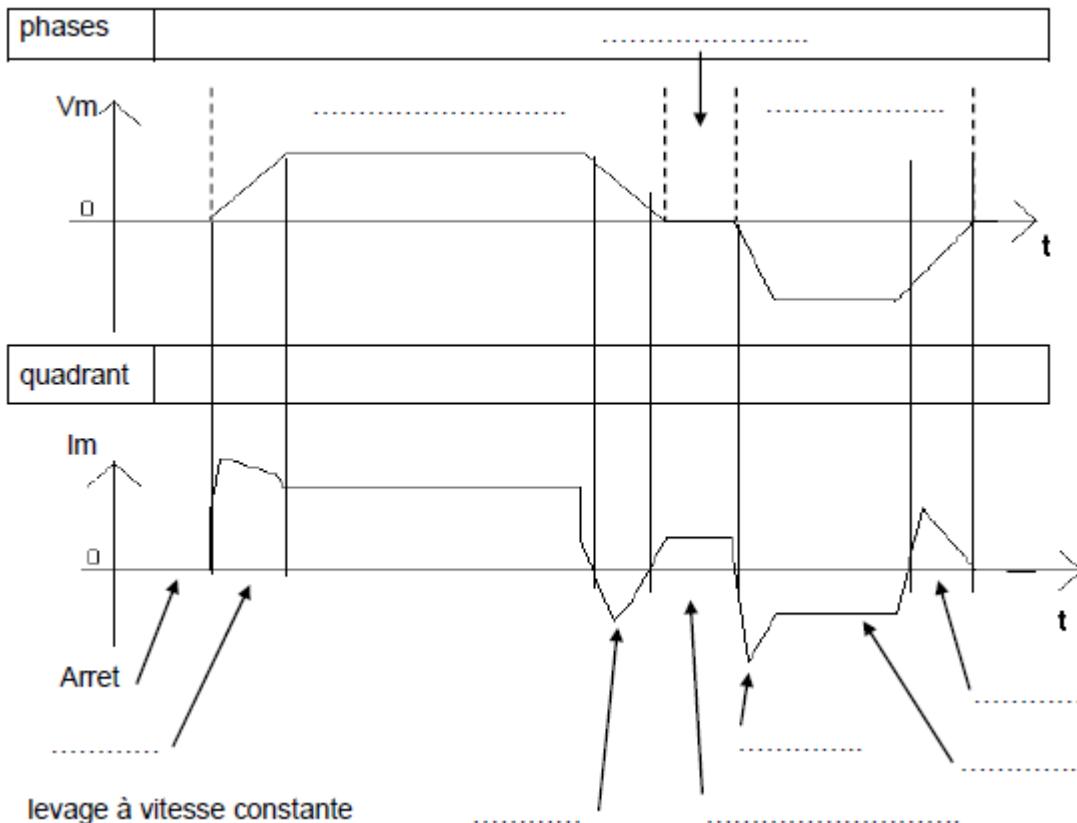 phases
.....................
Vm
..........................
..................
0
t
quadrant
Im
0
t
Arret
...........
...........
.............
............
levage à vitesse constante
...........
..........................